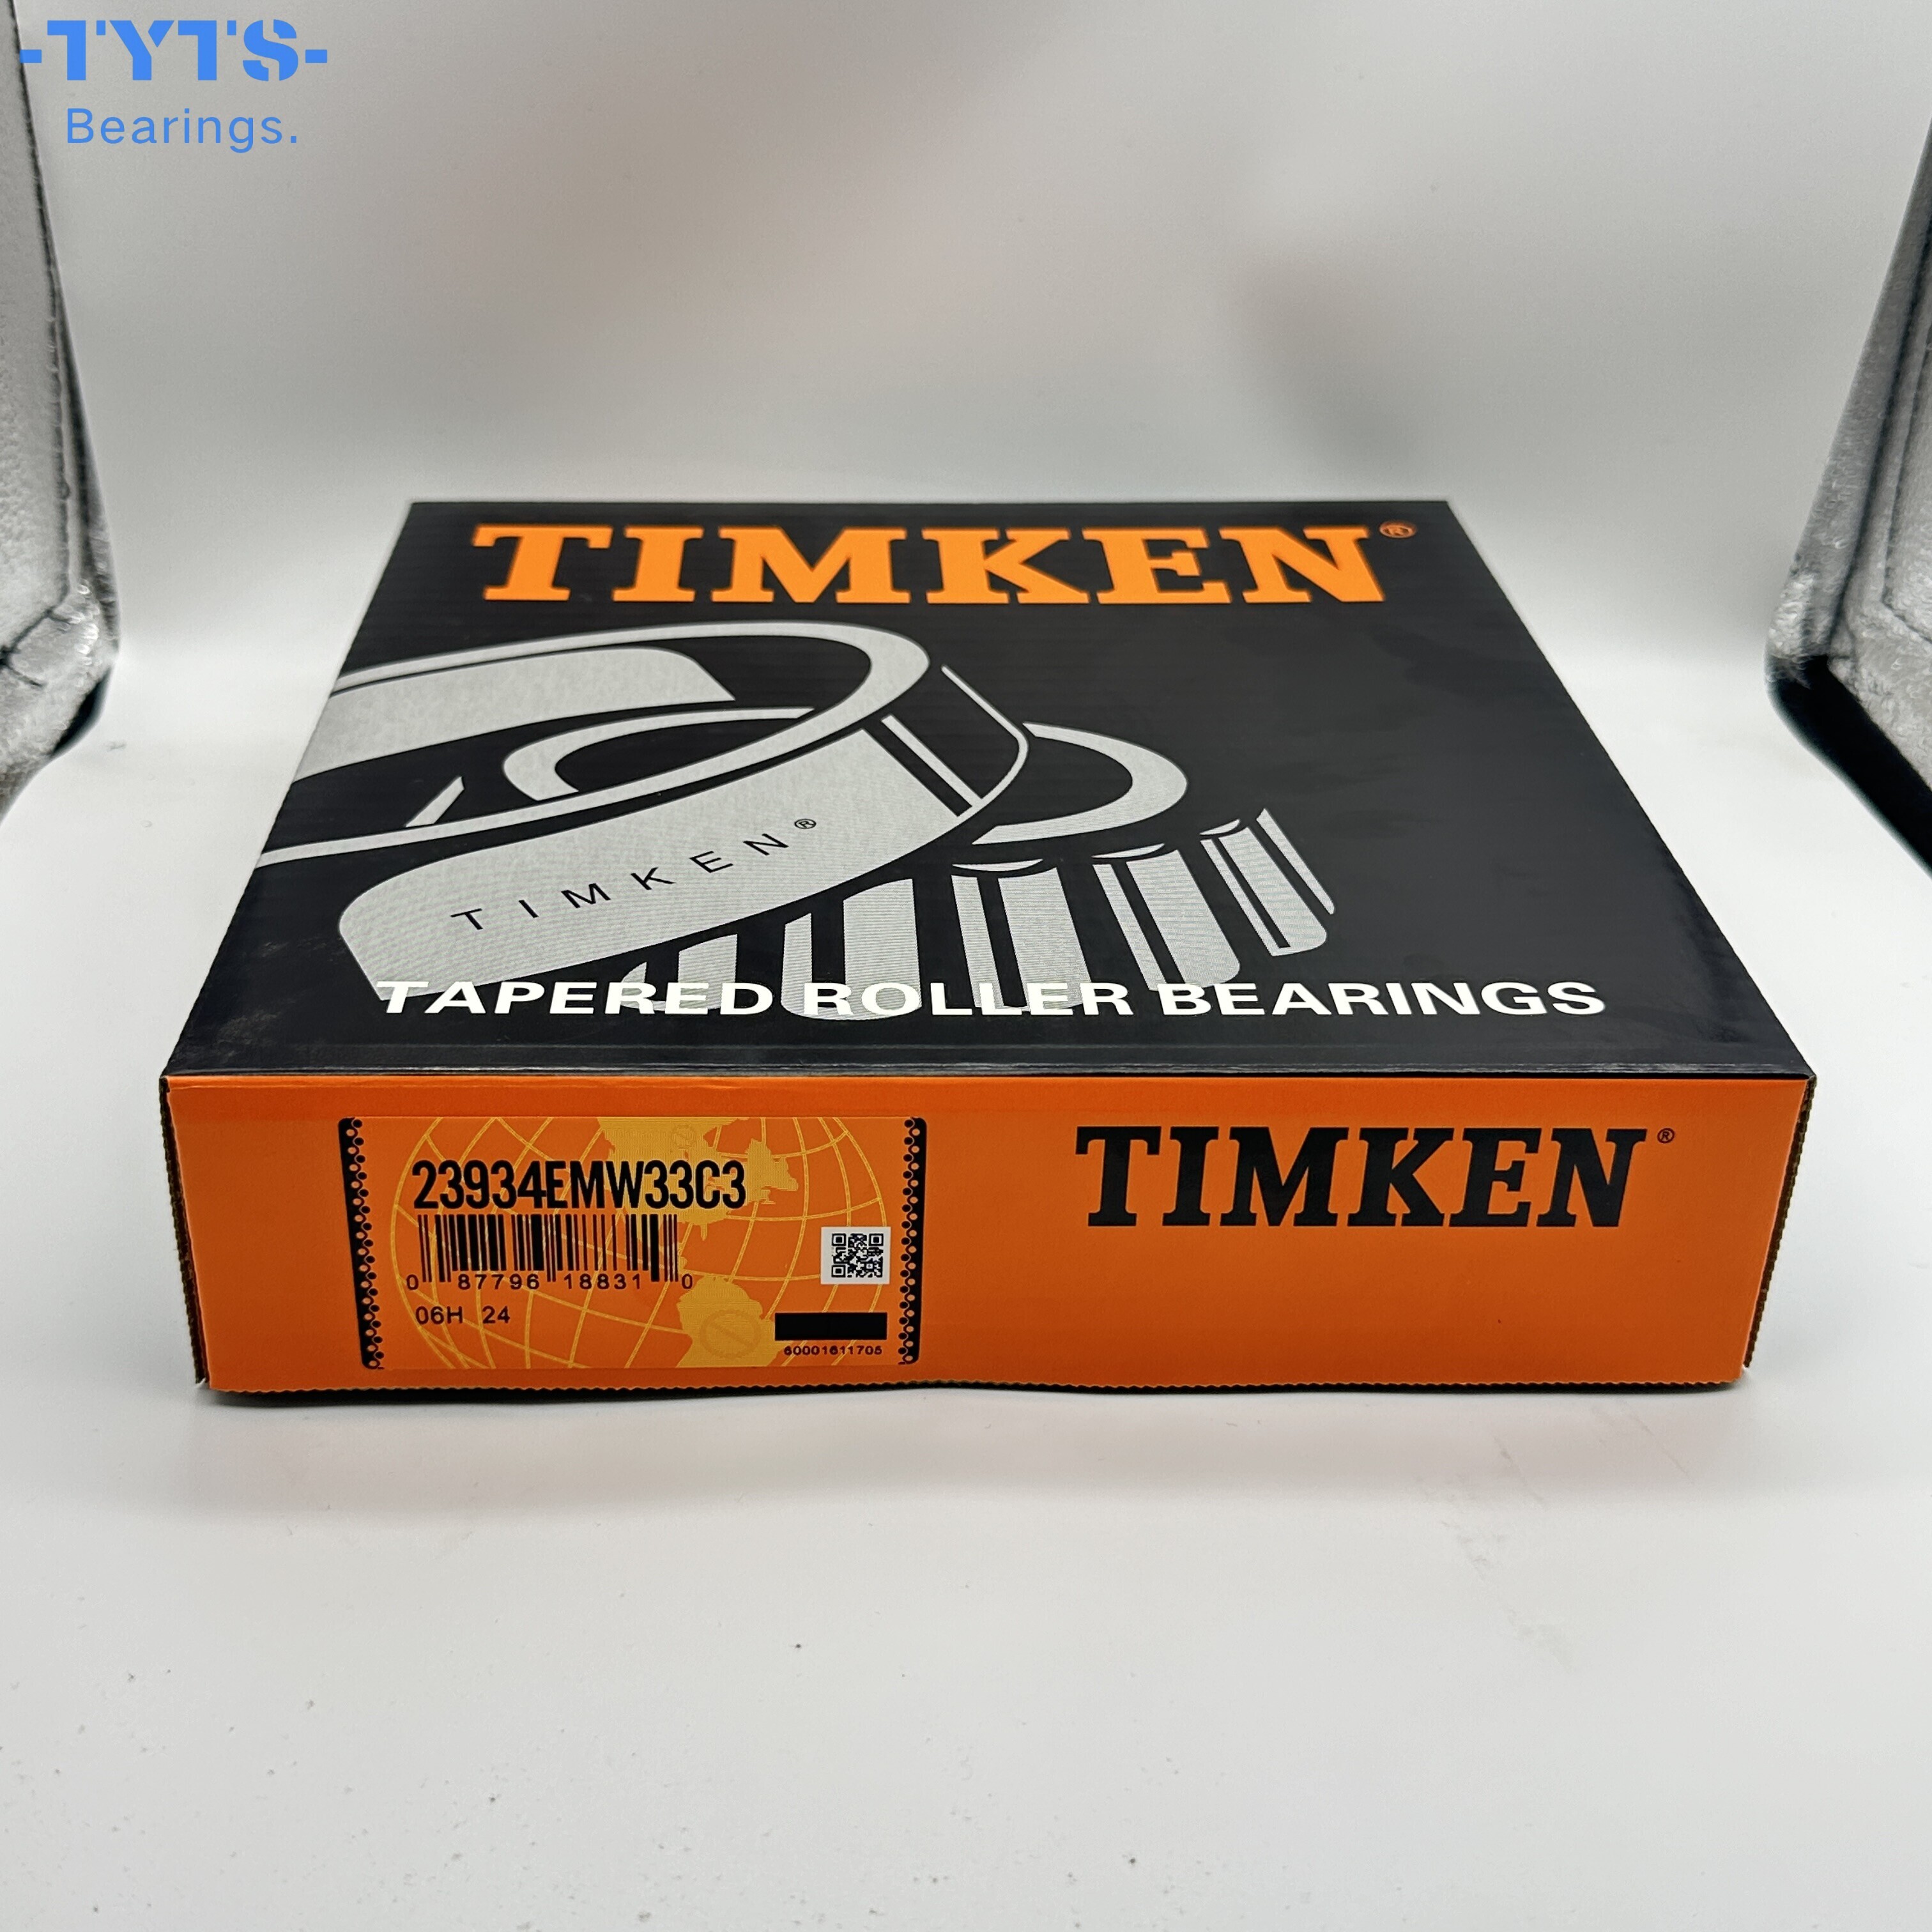 -TYTS-
Bearings.
TIMKEN®
TIMKEN®
TAPERED ROLLER BEARINGS
TIMKEN®
23934EMW33C3
0 87796 18831 0
06H 24
60001611705